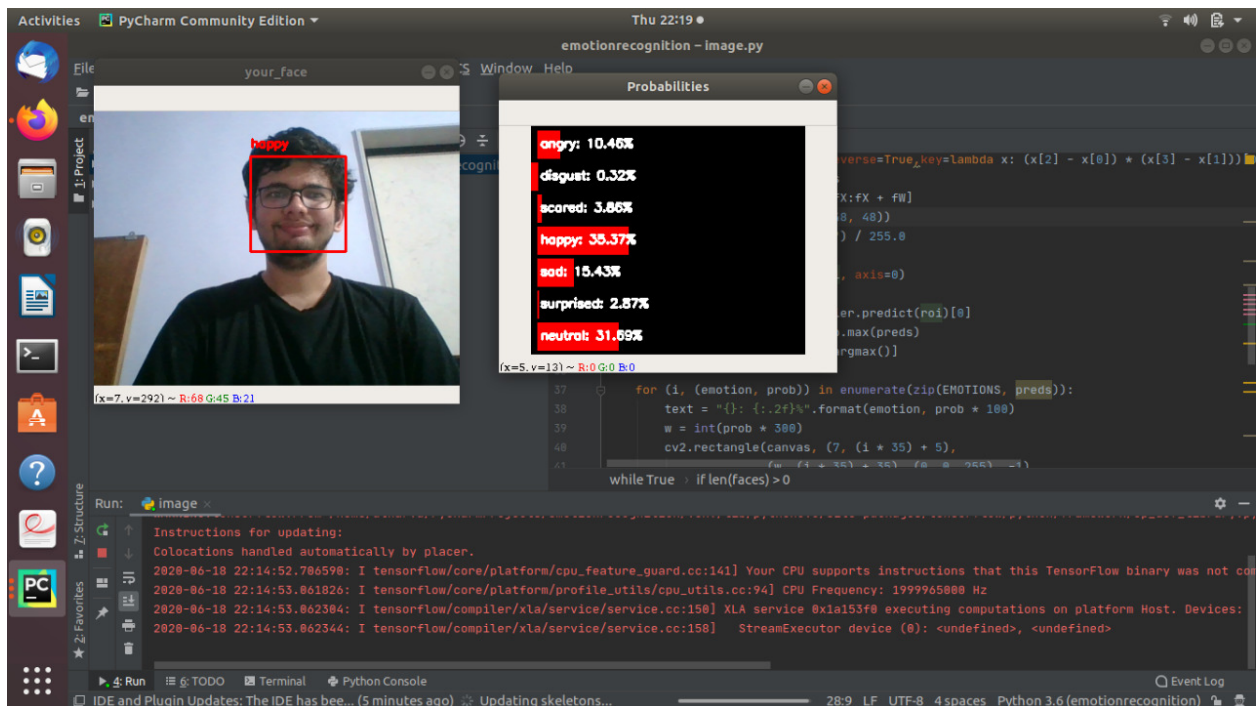 Activities PyCharm Community Edition Thu 22:19
emotionrecognition – image.py
File Window Help
your_face
happy
(x=7, y=292) ~ R:68 G:45 B:21
Probabilities
angry: 10.46%
disgust: 0.32%
scared: 3.86%
happy: 35.37%
sad: 15.43%
surprised: 2.87%
neutral: 31.69%
(x=5, y=13) ~ R:0 G:0 B:0
1: Project
verse=True,key=lambda x: (x[2] - x[0]) * (x[3] - x[1]))
fX:fX + fW]
8, 48))
) / 255.0
, axis=0)
er.predict(roi)[0]
.max(preds)
rgmax()]
37 for (i, (emotion, prob)) in enumerate(zip(EMOTIONS, preds)):
38 text = "{}: {:.2f}%".format(emotion, prob * 100)
39 w = int(prob * 300)
40 cv2.rectangle(canvas, (7, (i * 35) + 5),
41 (w, (i * 35) + 35), (0, 0, 255), -1)
while True if len(faces) > 0
Z: Structure
2: Favorites
Run: image
Instructions for updating:
Colocations handled automatically by placer.
2020-06-18 22:14:52.706590: I tensorflow/core/platform/cpu_feature_guard.cc:141] Your CPU supports instructions that this TensorFlow binary was not com
2020-06-18 22:14:53.061826: I tensorflow/core/platform/profile_utils/cpu_utils.cc:94] CPU Frequency: 1999965000 Hz
2020-06-18 22:14:53.062304: I tensorflow/compiler/xla/service/service.cc:150] XLA service 0x1a153f0 executing computations on platform Host. Devices:
2020-06-18 22:14:53.062344: I tensorflow/compiler/xla/service/service.cc:158] StreamExecutor device (0): <undefined>, <undefined>
4: Run 6: TODO Terminal Python Console Event Log
IDE and Plugin Updates: The IDE has bee... (5 minutes ago) Updating skeletons... 28:9 LF UTF-8 4 spaces Python 3.6 (emotionrecognition)